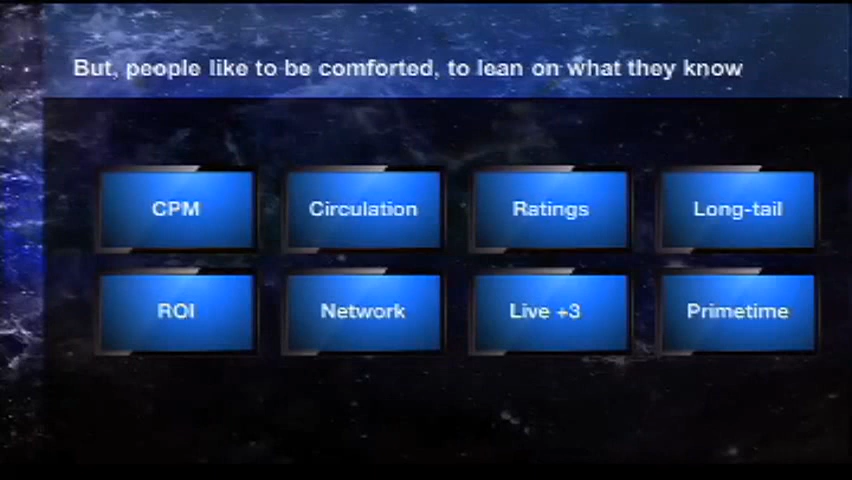 But, people like to be comforted, to lean on what they know
CPM
Circulation
Ratings
Long-tail
ROI
Network
Live +3
Primetime